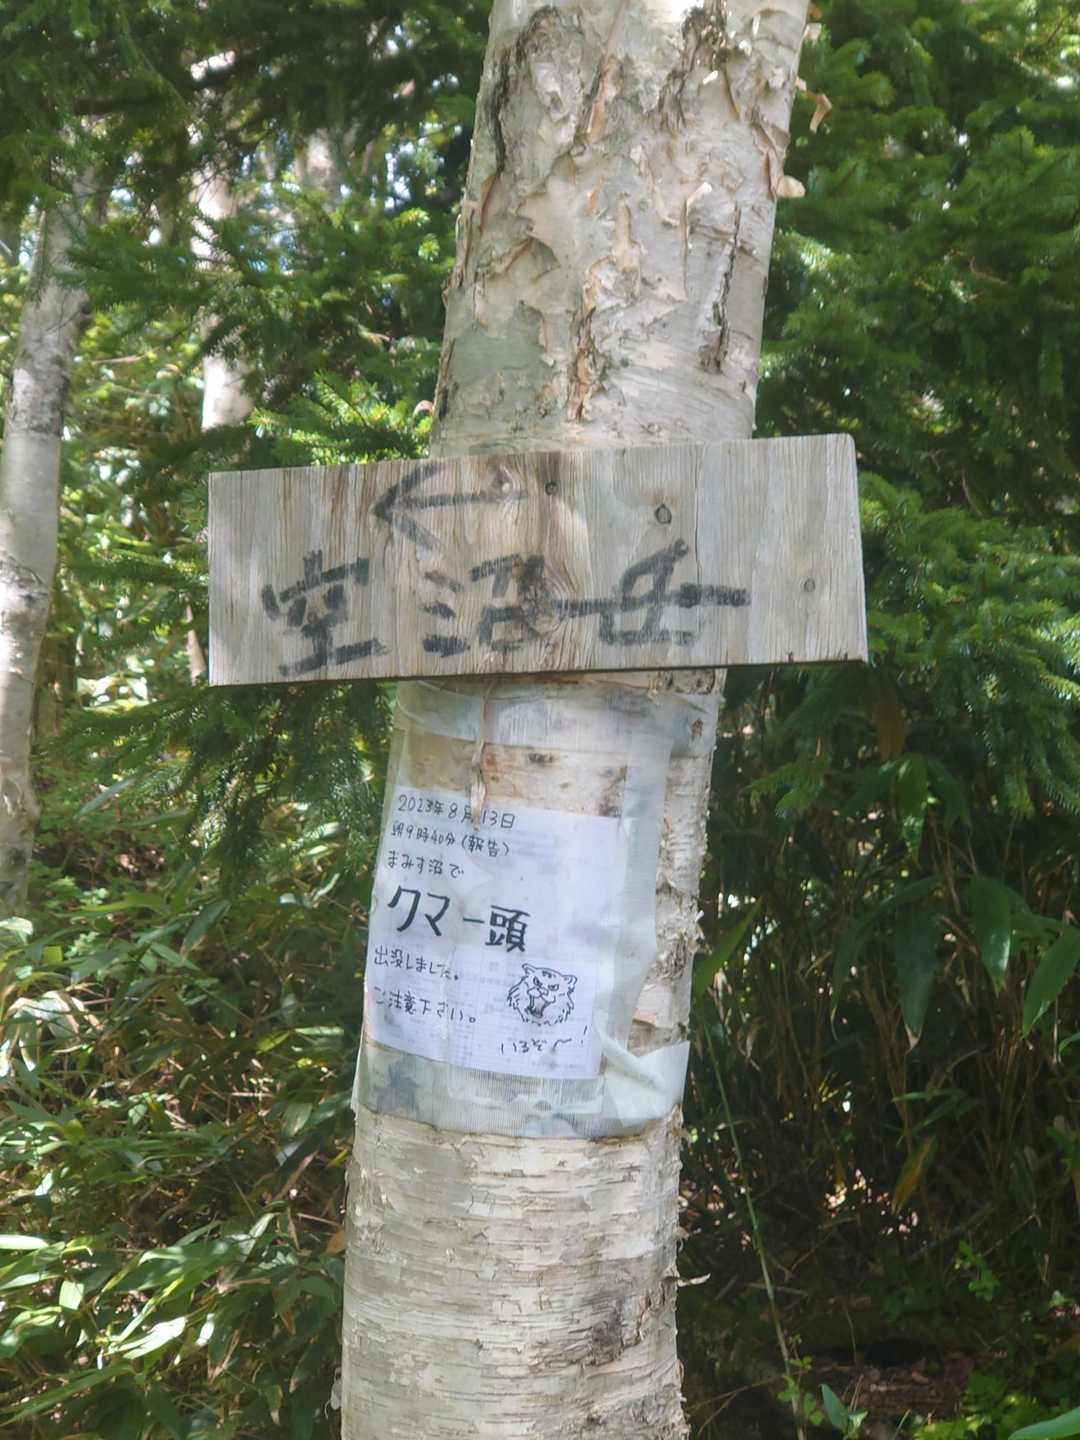 ←
空沼岳
2023年8月13日
朝9時40分(報告)
まみす沼で
クマ一頭
出没しました。
ご注意下さい。
いるぞ〜!